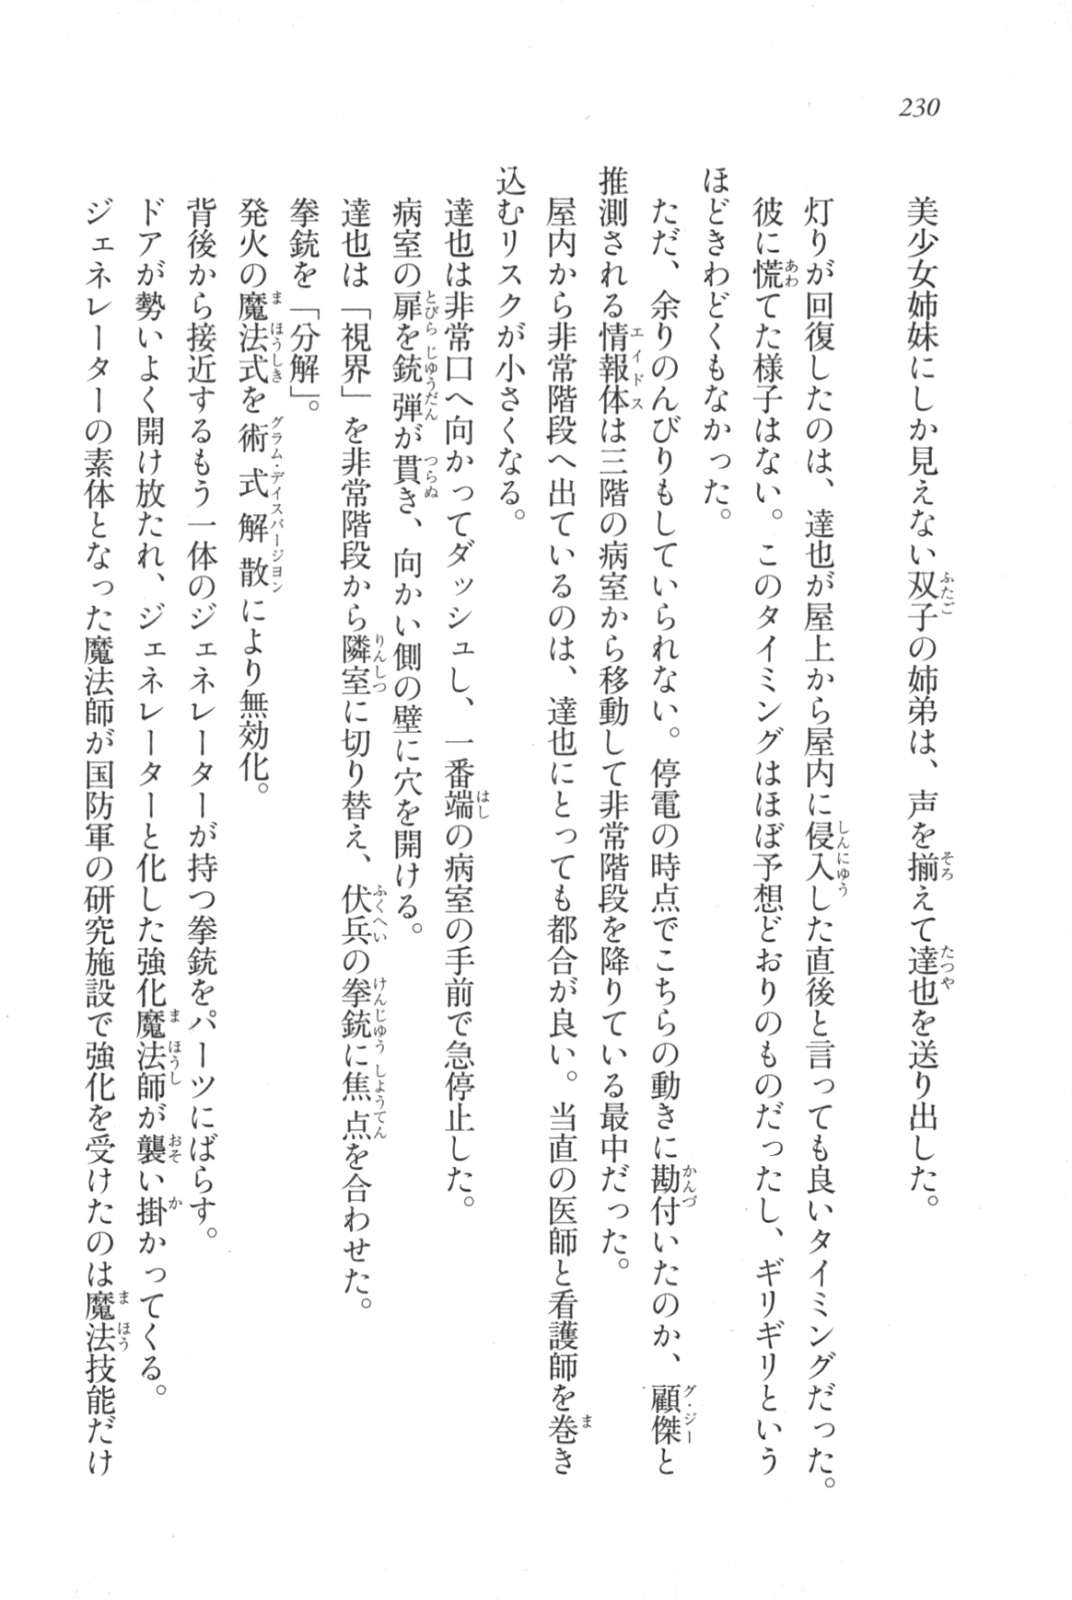 230
美少女姉妹にしか見えない双子の姉弟は、声を揃えて達也を送り出した。
灯りが回復したのは、達也が屋上から屋内に侵入した直後と言っても良いタイミングだった。
彼に慌てた様子はない。このタイミングはほぼ予想どおりのものだったし、ギリギリという
ほどきわどくもなかった。
ただ、余りのんびりもしていられない。停電の時点でこちらの動きに勘付いたのか、顧傑と
推測される情報体は三階の病室から移動して非常階段を降りている最中だった。
屋内から非常階段へ出ているのは、達也にとっても都合が良い。当直の医師と看護師を巻き
込むリスクが小さくなる。
達也は非常口へ向かってダッシュし、一番端の病室の手前で急停止した。
病室の扉を銃弾が貫き、向かい側の壁に穴を開ける。
達也は「視界」を非常階段から隣室に切り替え、伏兵の拳銃に焦点を合わせた。
拳銃を「分解」。
発火の魔法式を術式解散により無効化。
背後から接近するもう一体のジェネレーターが持つ拳銃をパーツにばらす。
ドアが勢いよく開け放たれ、ジェネレーターと化した強化魔法師が襲い掛かってくる。
ジェネレーターの素体となった魔法師が国防軍の研究施設で強化を受けたのは魔法技能だけ